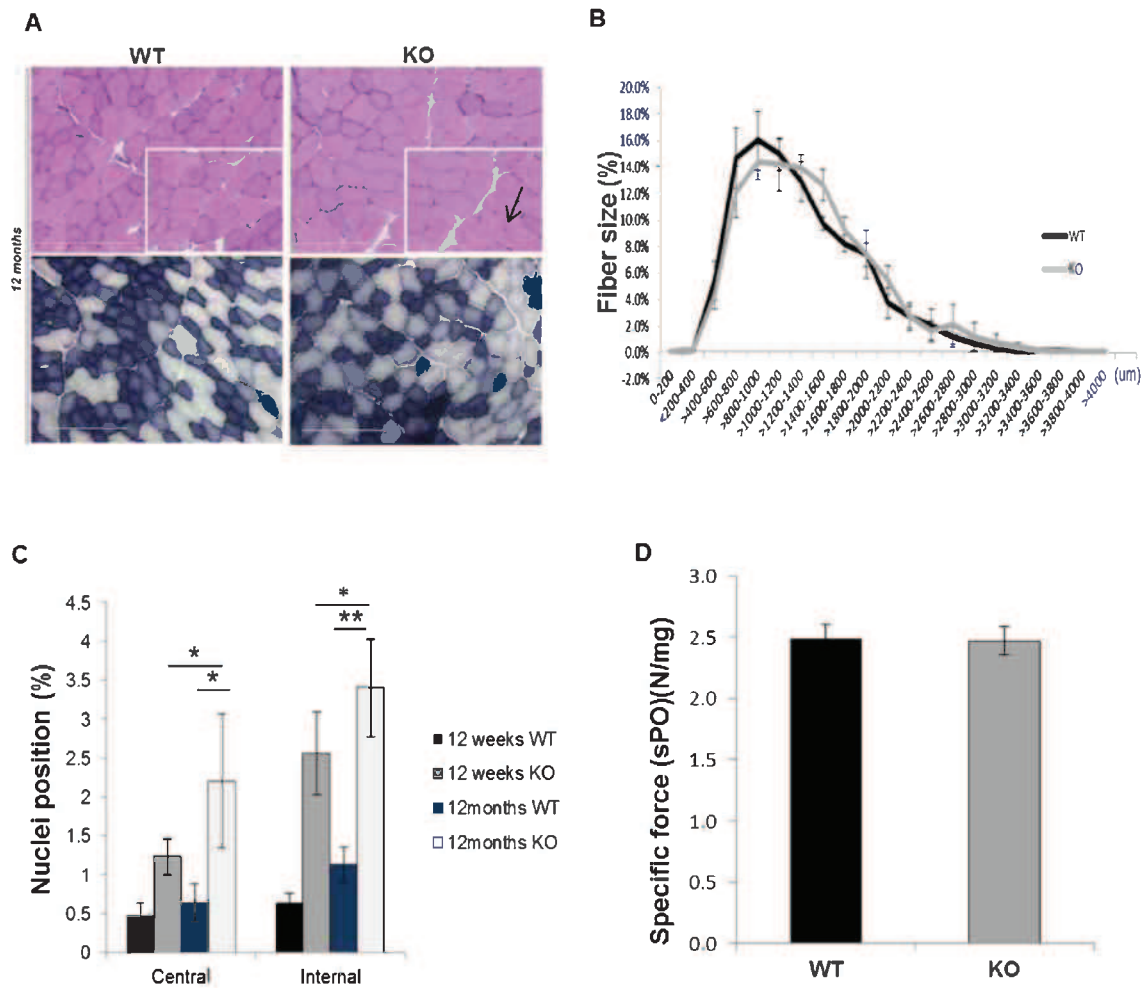 A
WT
KO
12 months
B
Fiber size (%)
20.0%
18.0%
16.0%
14.0%
12.0%
10.0%
8.0%
6.0%
4.0%
2.0%
0.0%
-2.0%
WT
O
0-200
<200-400
>400-600
>600-800
>8800-1000
>1000-1200
>1200-1400
>1400-1600
>1600-1800
>1800-2000
>2000-2200
>2200-2400
>2400-2600
>2600-2800
>2800-3000
>3000-3200
>3200-3400
>3400-3600
>3600-3800
>3800-4000
>4000
(um)
C
Nuclei position (%)
4.5
4
3.5
3
2.5
2
1.5
1
0.5
0
* *
* **
12 weeks WT
12 weeks KO
12months WT
12months KO
Central
Internal
D
Specific force (sPO)(N/mg)
3.0
2.5
2.0
1.5
1.0
0.5
0.0
WT
KO